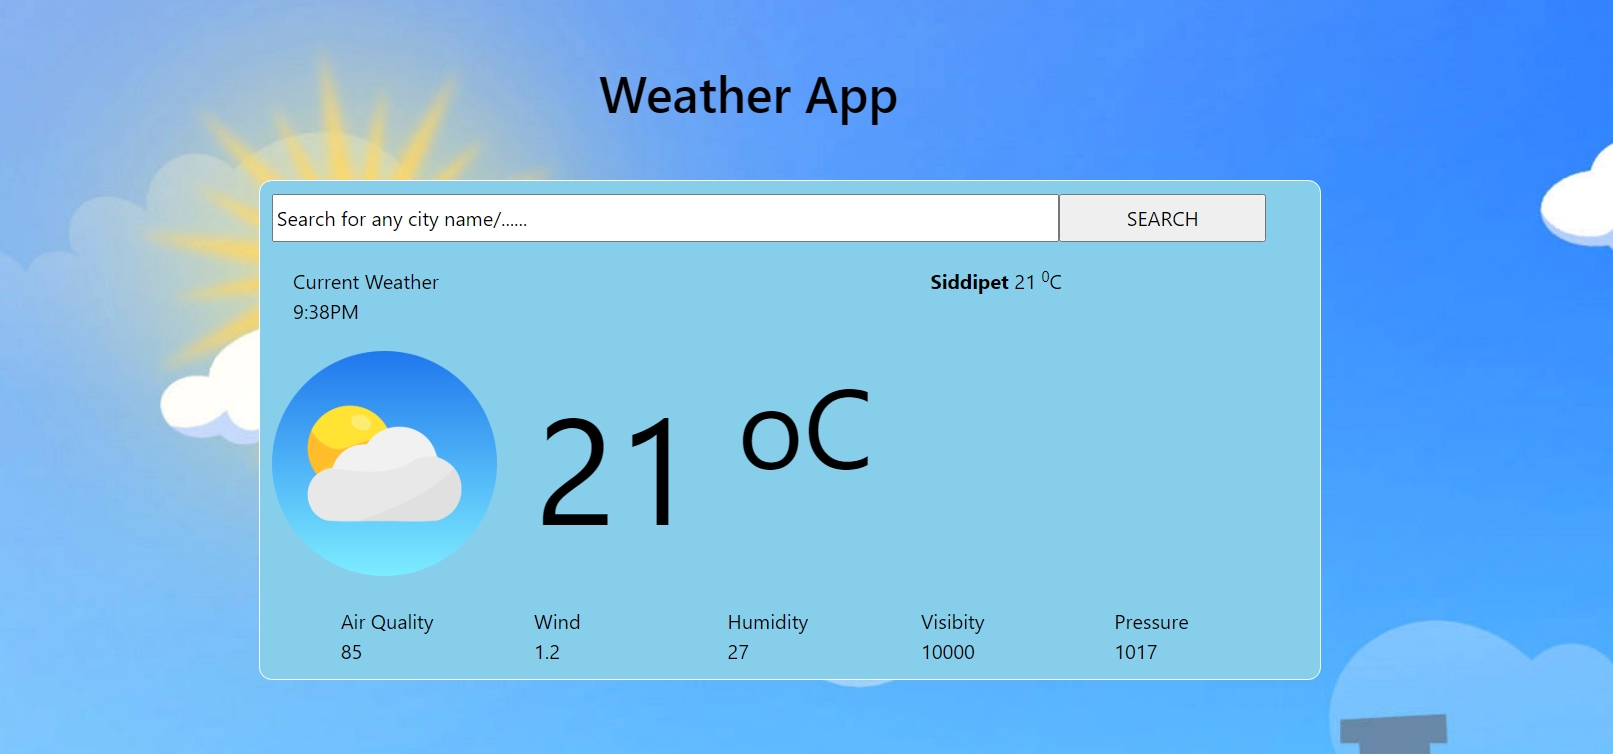 Weather App
Search for any city name/......
SEARCH
Current Weather
Siddipet 21 ⁰C
9:38PM
21 oC
Air Quality Wind Humidity Visibity Pressure
85 1.2 27 10000 1017